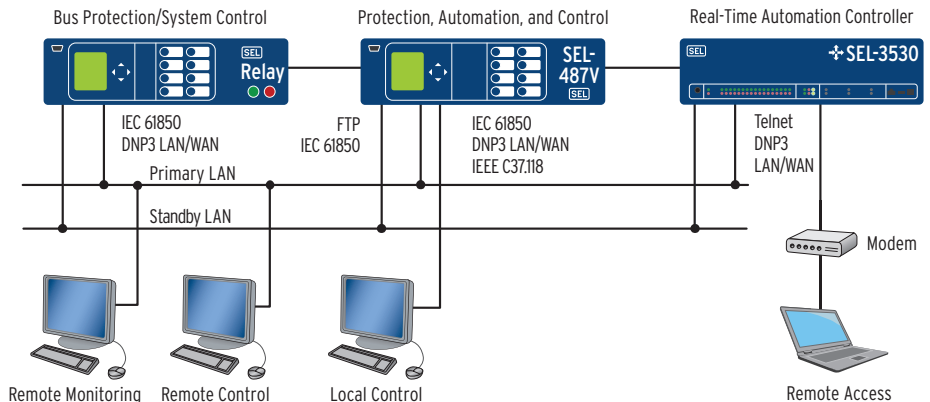 Bus Protection/System Control
Protection, Automation, and Control
Real-Time Automation Controller
SEL
Relay
SEL-
487V
SEL
SEL
SEL-3530
IEC 61850
DNP3 LAN/WAN
FTP
IEC 61850
IEC 61850
DNP3 LAN/WAN
IEEE C37.118
Telnet
DNP3
LAN/WAN
Primary LAN
Standby LAN
Modem
Remote Monitoring
Remote Control
Local Control
Remote Access